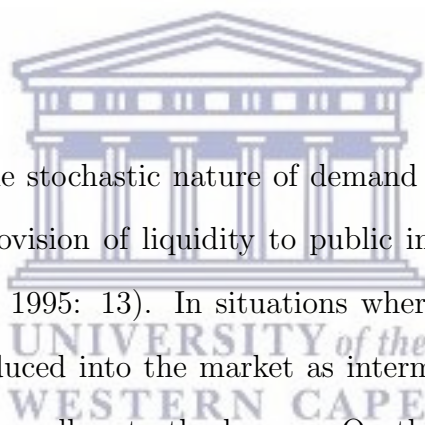 e stochastic nature of demand
ovision of liquidity to public in
1995: 13). In situations wher
UNIVERSITY of the
duced into the market as interm
WESTERN CAPE